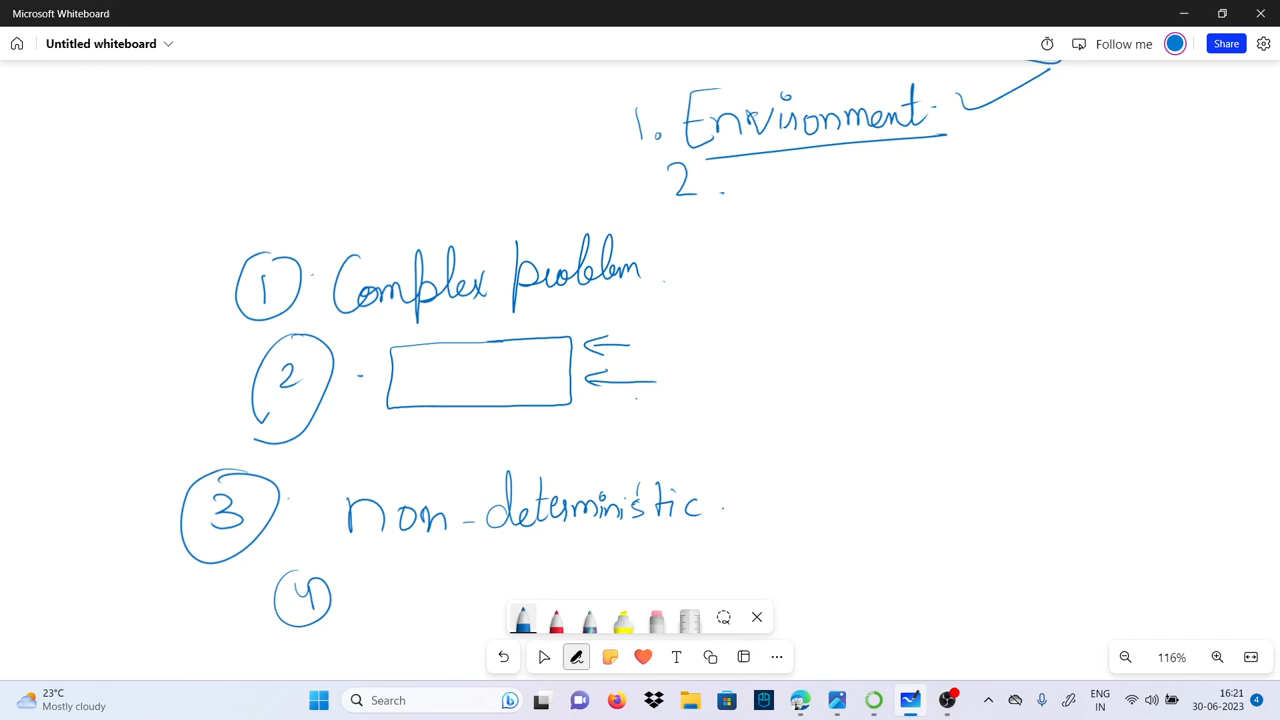 Microsoft Whiteboard
Untitled whiteboard
Follow me
Share
1. Environment.
2.
1. Complex problem.
2 -
3 non-deterministic.
4
116%
23°C
Mostly cloudy
Search
ENG
IN
16:21
30-06-2023
4